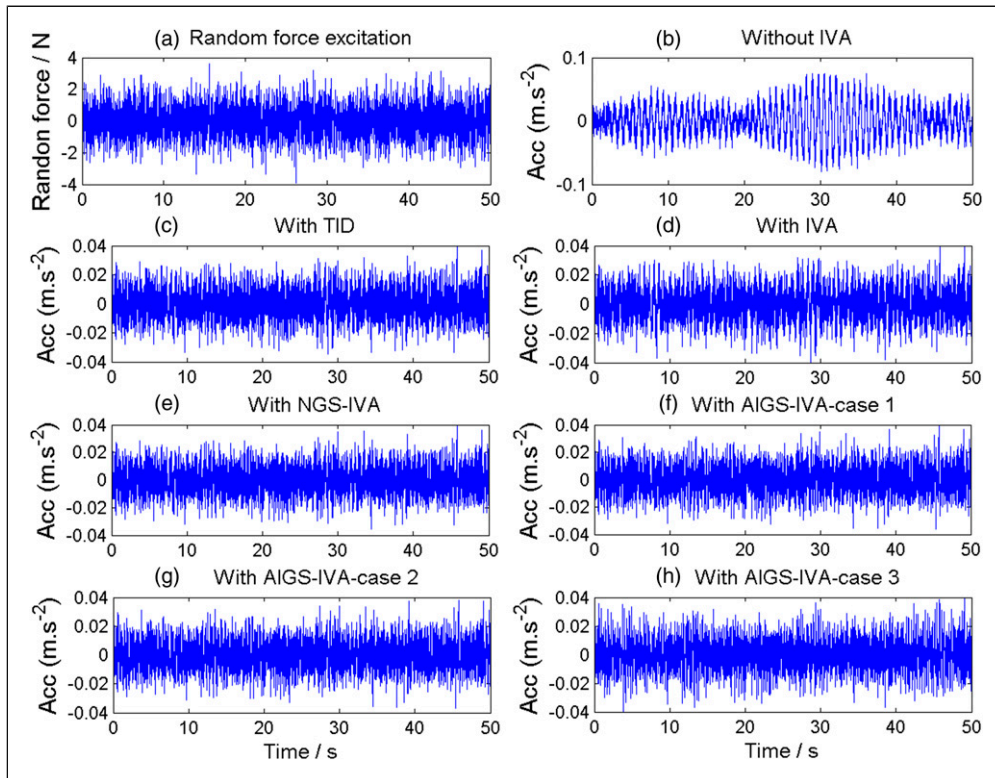 (a) Random force excitation
(b) Without IVA
Randon force / N
4
2
0
-2
-4
0 10 20 30 40 50
Acc (m.s-2)
0.1
0
-0.1
0 10 20 30 40 50
(c) With TID
(d) With IVA
Acc (m.s-2)
0.04
0.02
0
-0.02
-0.04
0 10 20 30 40 50
Acc (m.s-2)
0.04
0.02
0
-0.02
-0.04
0 10 20 30 40 50
(e) With NGS-IVA
(f) With AIGS-IVA-case 1
Acc (m.s-2)
0.04
0.02
0
-0.02
-0.04
0 10 20 30 40 50
Acc (m.s-2)
0.04
0.02
0
-0.02
-0.04
0 10 20 30 40 50
(g) With AIGS-IVA-case 2
(h) With AIGS-IVA-case 3
Acc (m.s-2)
0.04
0.02
0
-0.02
-0.04
0 10 20 30 40 50
Time / s
Acc (m.s-2)
0.04
0.02
0
-0.02
-0.04
0 10 20 30 40 50
Time / s